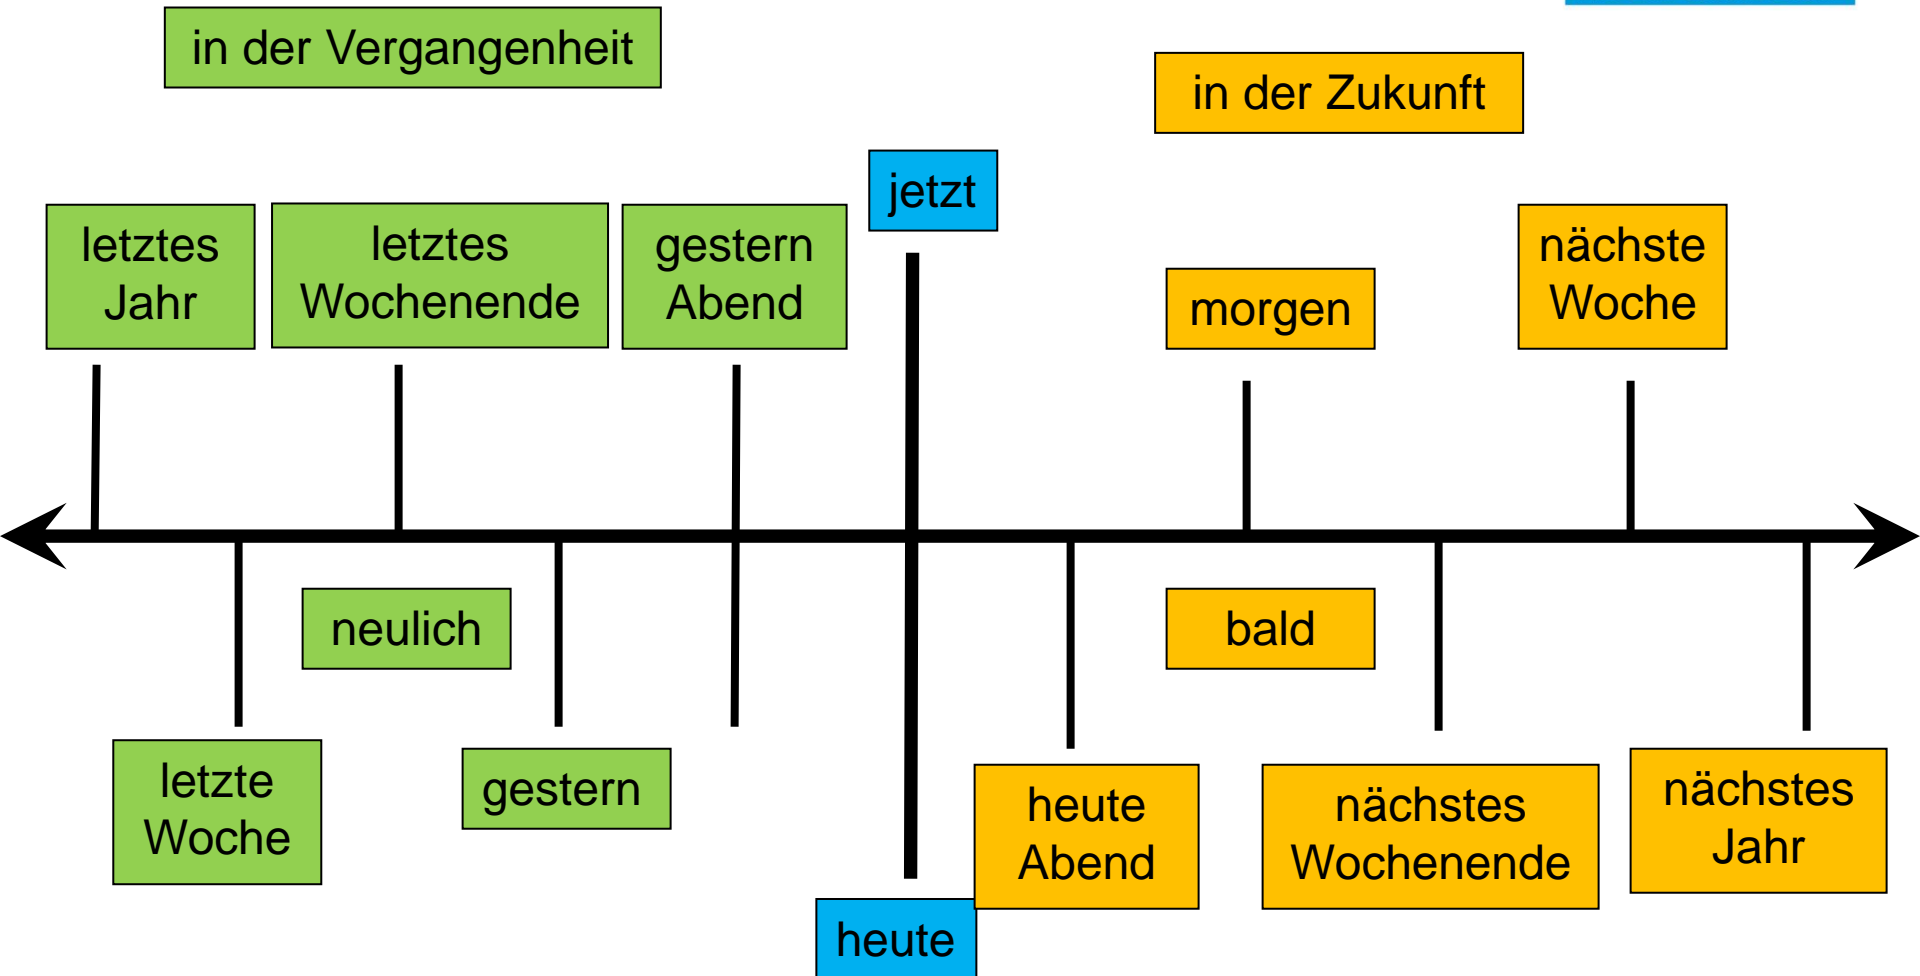 in der Vergangenheit
in der Zukunft
jetzt
letztes
Jahr
letztes
Wochenende
gestern
Abend
morgen
nächste
Woche
neulich
bald
letzte
Woche
gestern
heute
Abend
nächstes
Wochenende
nächstes
Jahr
heute